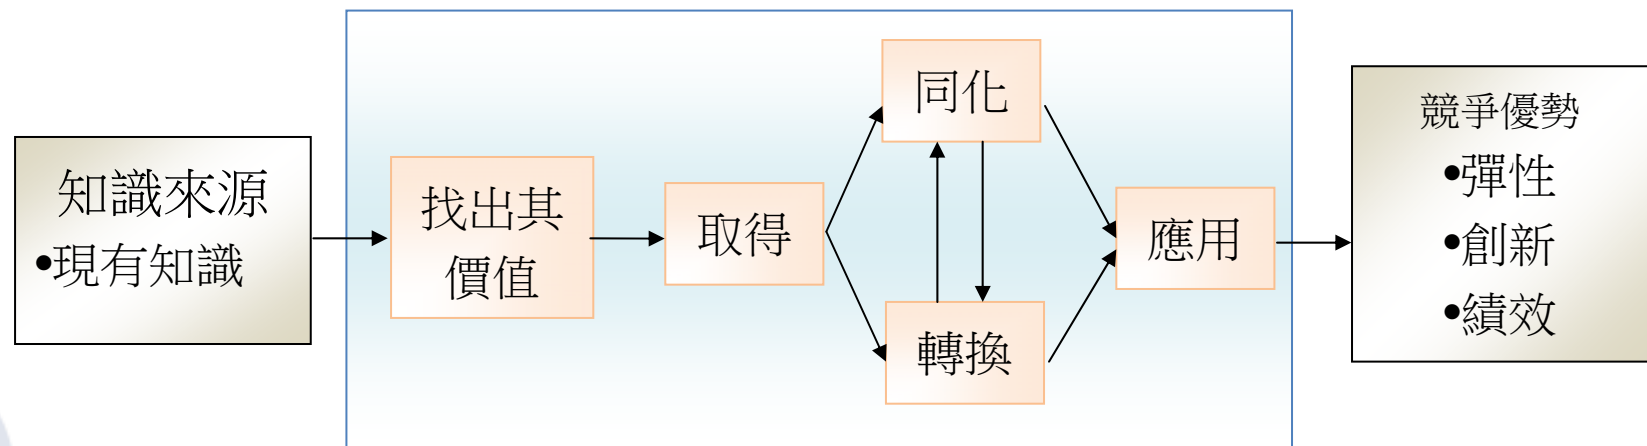 知識來源
•現有知識
找出其
價值
取得
同化
轉換
應用
競爭優勢
•彈性
•創新
•績效